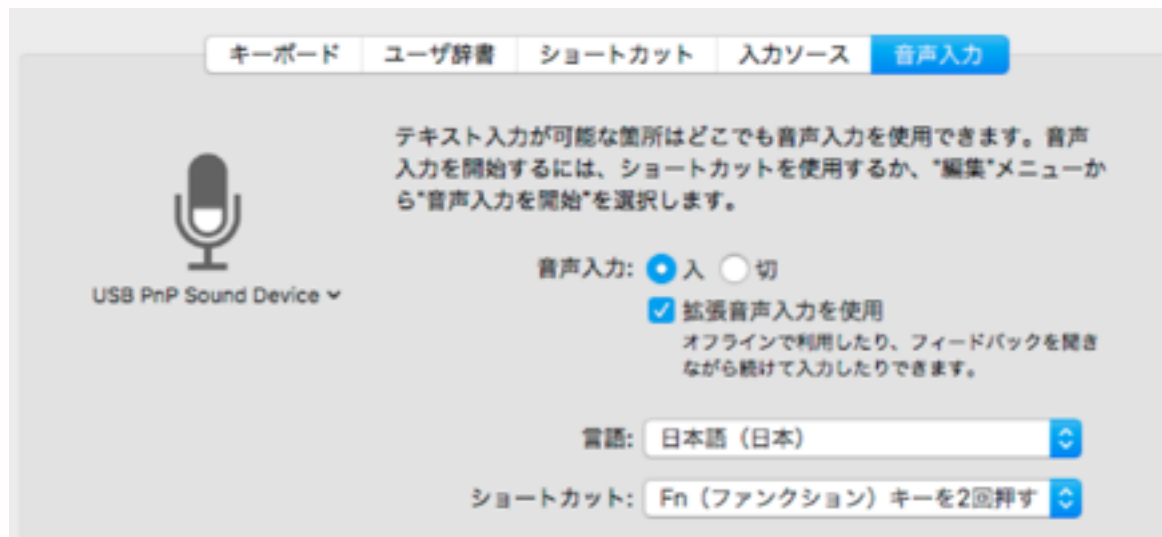 キーボード ユーザ辞書 ショートカット 入力ソース 音声入力
テキスト入力が可能な箇所はどこでも音声入力を使用できます。音声
入力を開始するには、ショートカットを使用するか、"編集"メニューか
ら"音声入力を開始"を選択します。
USB PnP Sound Device
音声入力: 入 切
拡張音声入力を使用
オフラインで利用したり、フィードバックを聞き
ながら続けて入力したりできます。
言語: 日本語（日本）
ショートカット: Fn（ファンクション）キーを2回押す